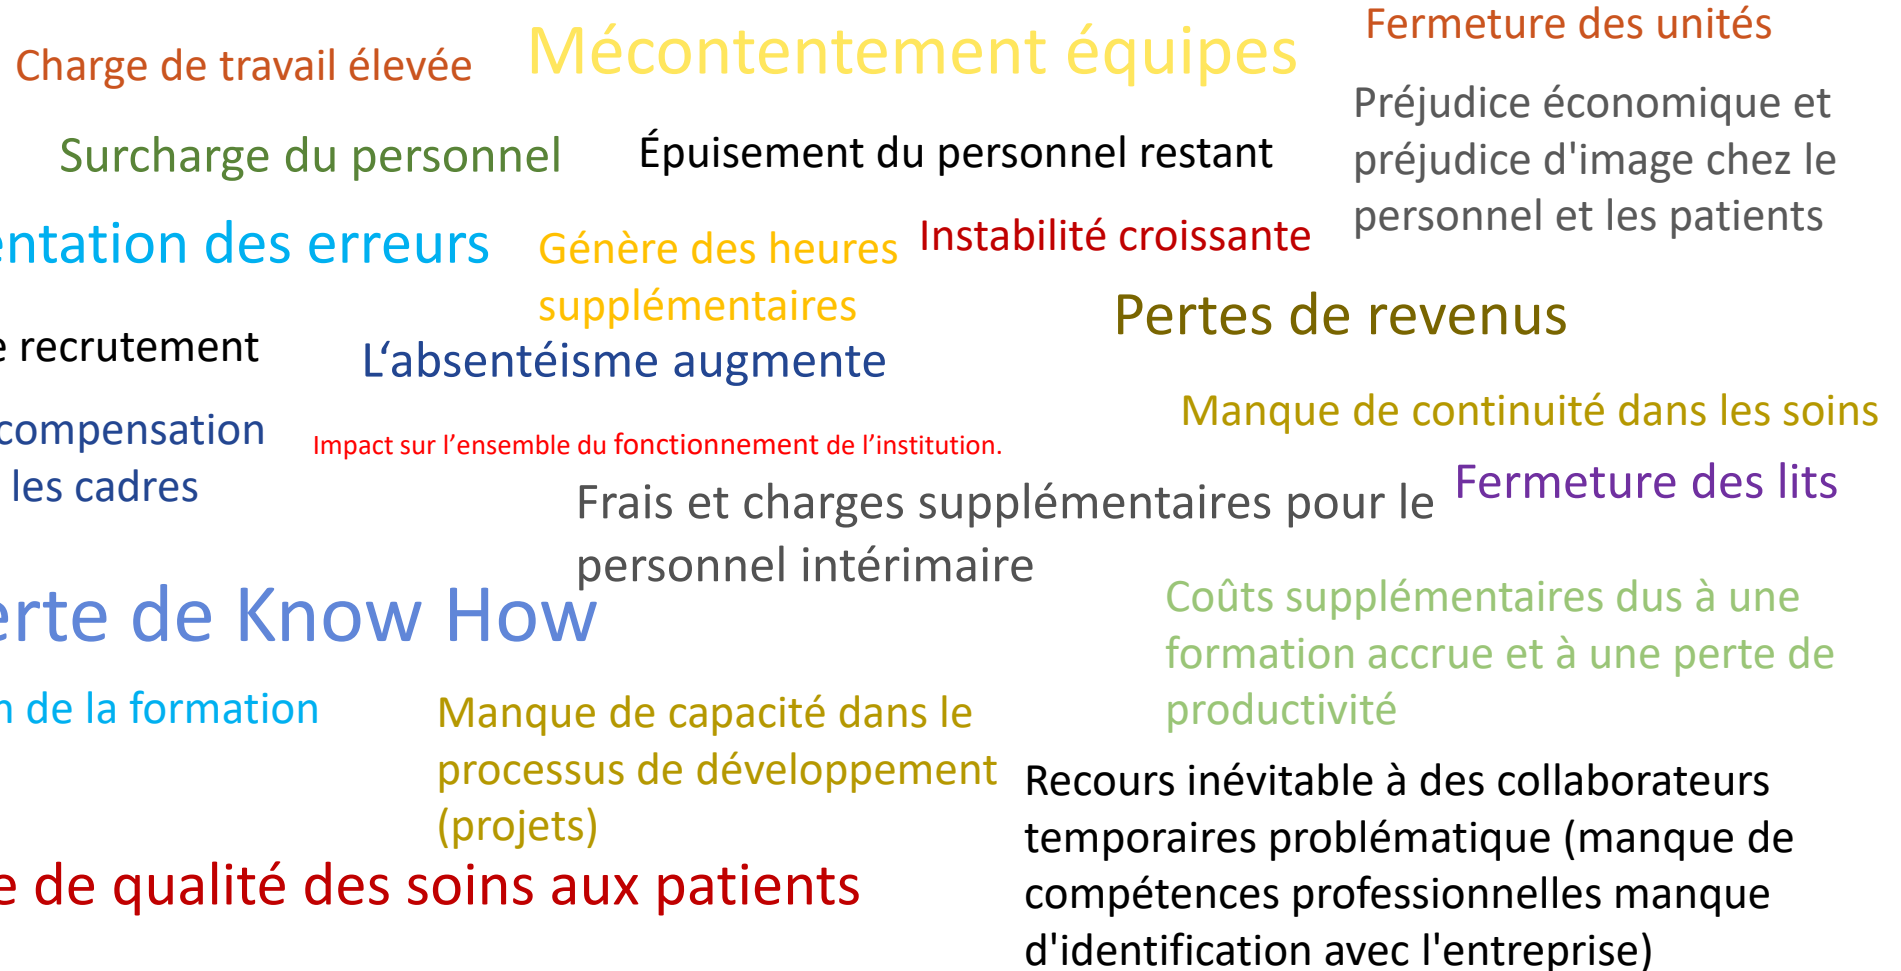 Charge de travail élevée
Mécontentement équipes
Fermeture des unités
Préjudice économique et
préjudice d'image chez le
personnel et les patients
Surcharge du personnel
Épuisement du personnel restant
entation des erreurs
Génère des heures
supplémentaires
Instabilité croissante
Pertes de revenus
e recrutement
L‘absentéisme augmente
Manque de continuité dans les soins
compensation
les cadres
Impact sur l’ensemble du fonctionnement de l’institution.
Frais et charges supplémentaires pour le
personnel intérimaire
Fermeture des lits
erte de Know How
Coûts supplémentaires dus à une
formation accrue et à une perte de
productivité
n de la formation
Manque de capacité dans le
processus de développement
(projets)
Recours inévitable à des collaborateurs
temporaires problématique (manque de
compétences professionnelles manque
d'identification avec l'entreprise)
e de qualité des soins aux patients